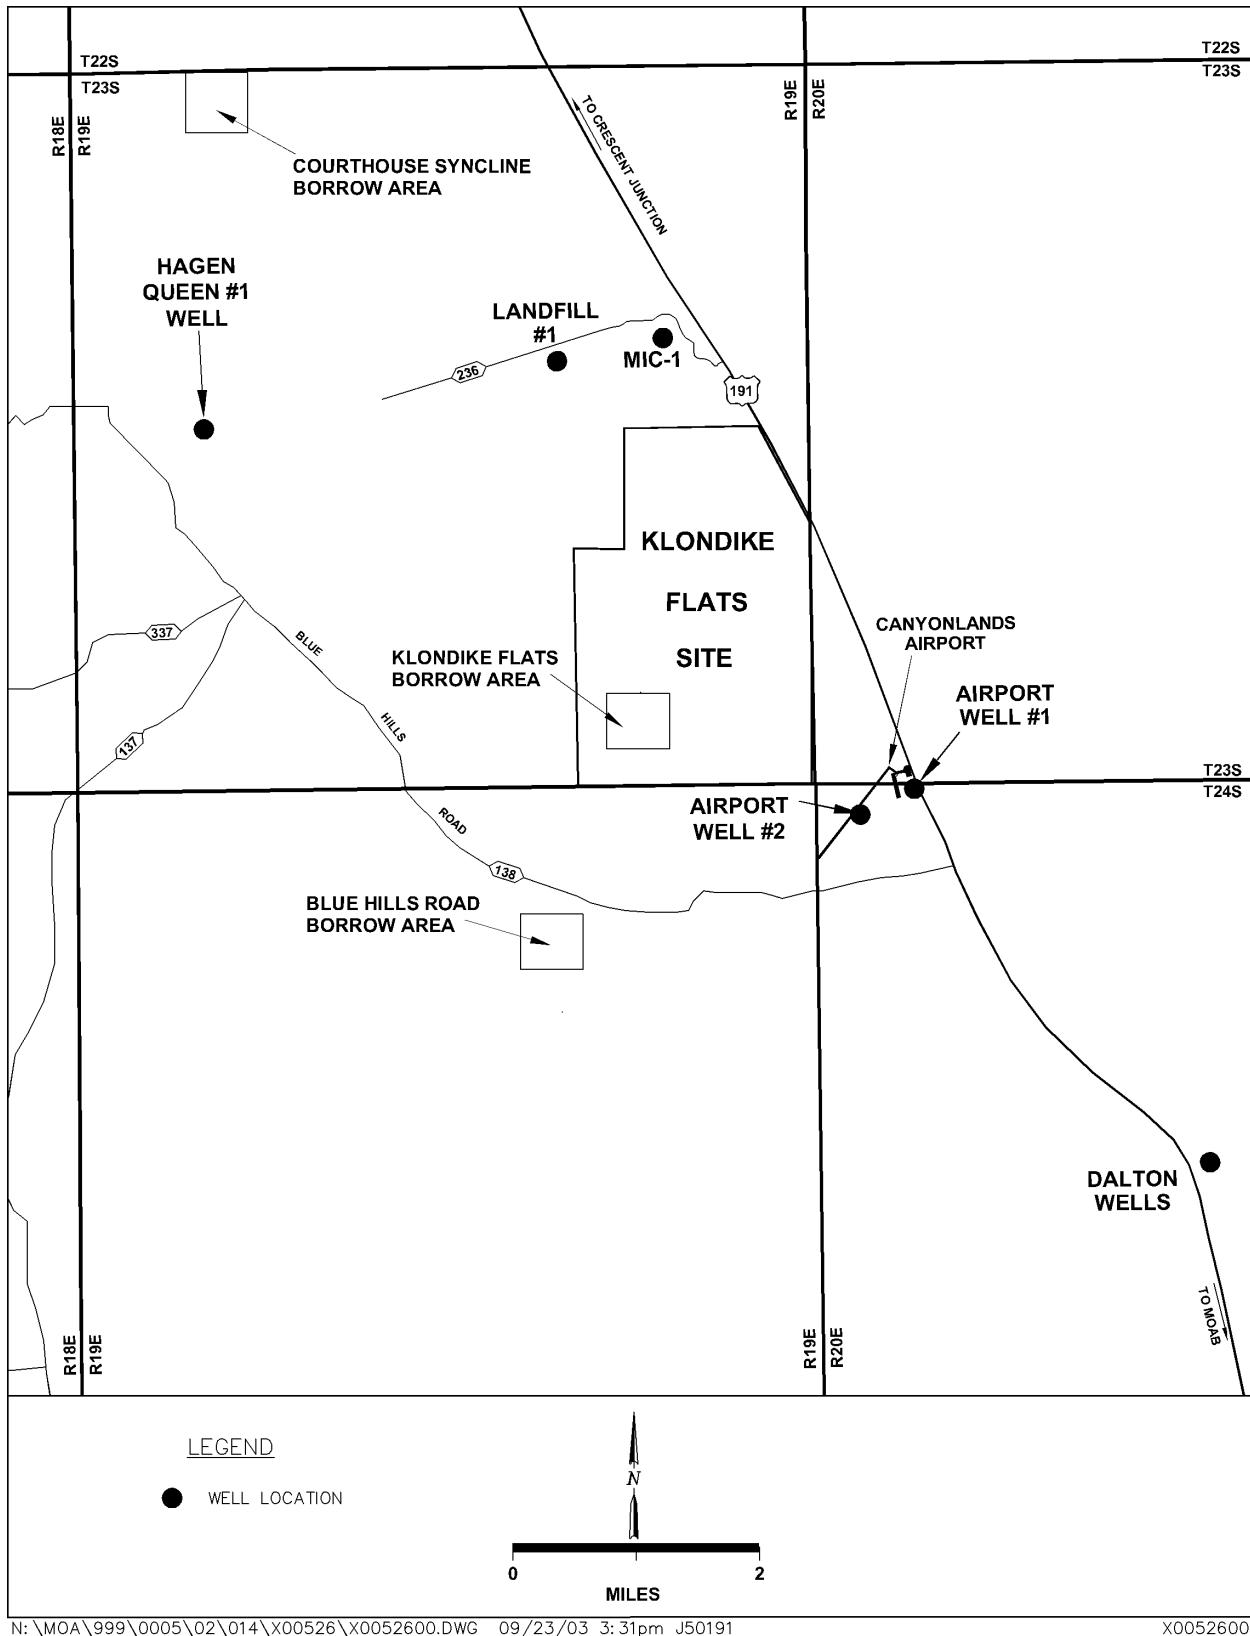 T22S
T23S
T22S
T23S
R18E
R19E
R19E
R20E
COURTHOUSE SYNCLINE
BORROW AREA
TO CRESCENT JUNCTION
HAGEN
QUEEN #1
WELL
LANDFILL
#1
MIC-1
236
191
KLONDIKE
FLATS
SITE
CANYONLANDS
AIRPORT
337
BLUE
KLONDIKE FLATS
BORROW AREA
AIRPORT
WELL #1
HILLS
137
T23S
T24S
AIRPORT
WELL #2
ROAD
138
BLUE HILLS ROAD
BORROW AREA
DALTON
WELLS
TO MOAB
R18E
R19E
R19E
R20E
LEGEND
WELL LOCATION
N
0
2
MILES
N:\MOA\999\0005\02\014\X00526\X0052600.DWG 09/23/03 3:31pm J50191
X0052600